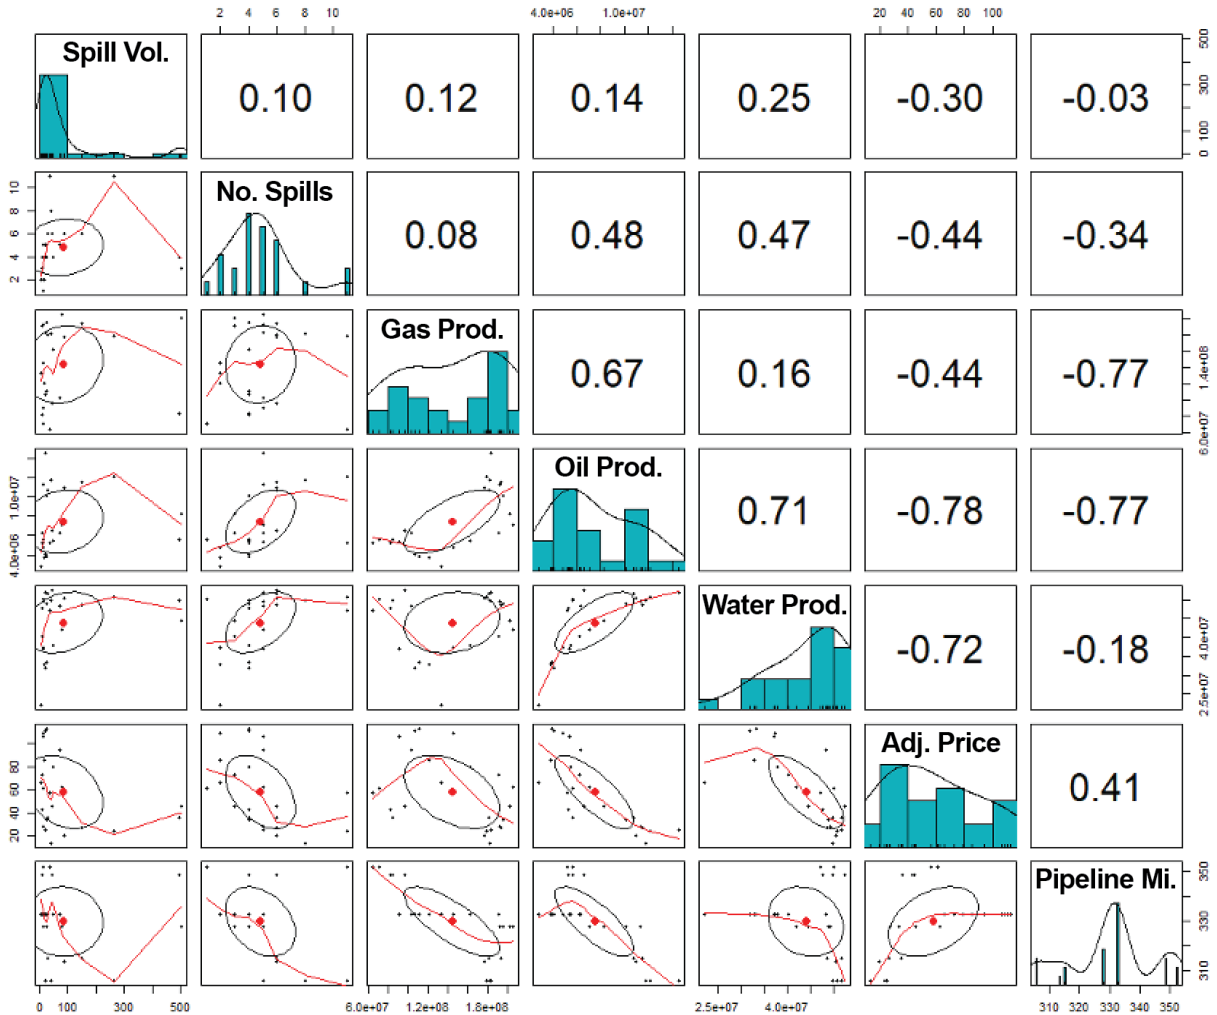 2 4 6 8 10 4.0e+06 1.0e+07 20 40 60 80 100
Spill Vol. 0.10 0.12 0.14 0.25 -0.30 -0.03 0 100 300 500
2 4 6 8 10 No. Spills 0.08 0.48 0.47 -0.44 -0.34
Gas Prod. 0.67 0.16 -0.44 -0.77 6.0e+07 1.4e+08
4.0e+06 1.0e+07 Oil Prod. 0.71 -0.78 -0.77
Water Prod. -0.72 -0.18 2.5e+07 4.0e+07
20 40 60 80 Adj. Price 0.41
Pipeline Mi. 310 330 350
0 100 300 500 6.0e+07 1.2e+08 1.8e+08 2.5e+07 4.0e+07 310 320 330 340 350